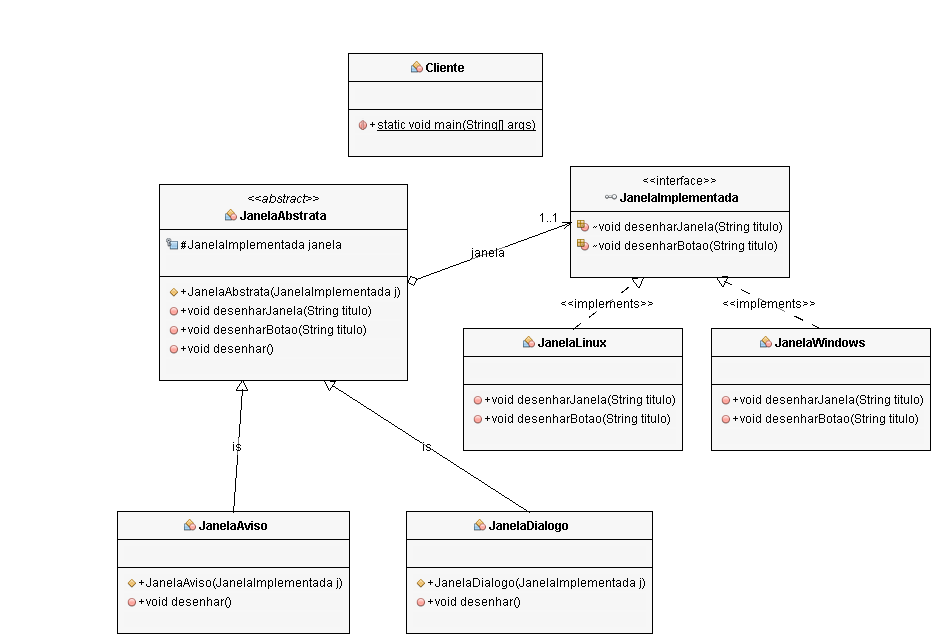 Cliente
+static void main(String[] args)
<<abstract>>
JanelaAbstrata
#JanelaImplementada janela
+JanelaAbstrata(JanelaImplementada j)
+void desenharJanela(String titulo)
+void desenharBotao(String titulo)
+void desenhar()
1..1
janela
<<interface>>
JanelaImplementada
~void desenharJanela(String titulo)
~void desenharBotao(String titulo)
<<implements>>
<<implements>>
JanelaLinux
+void desenharJanela(String titulo)
+void desenharBotao(String titulo)
JanelaWindows
+void desenharJanela(String titulo)
+void desenharBotao(String titulo)
is
is
JanelaAviso
+JanelaAviso(JanelaImplementada j)
+void desenhar()
JanelaDialogo
+JanelaDialogo(JanelaImplementada j)
+void desenhar()